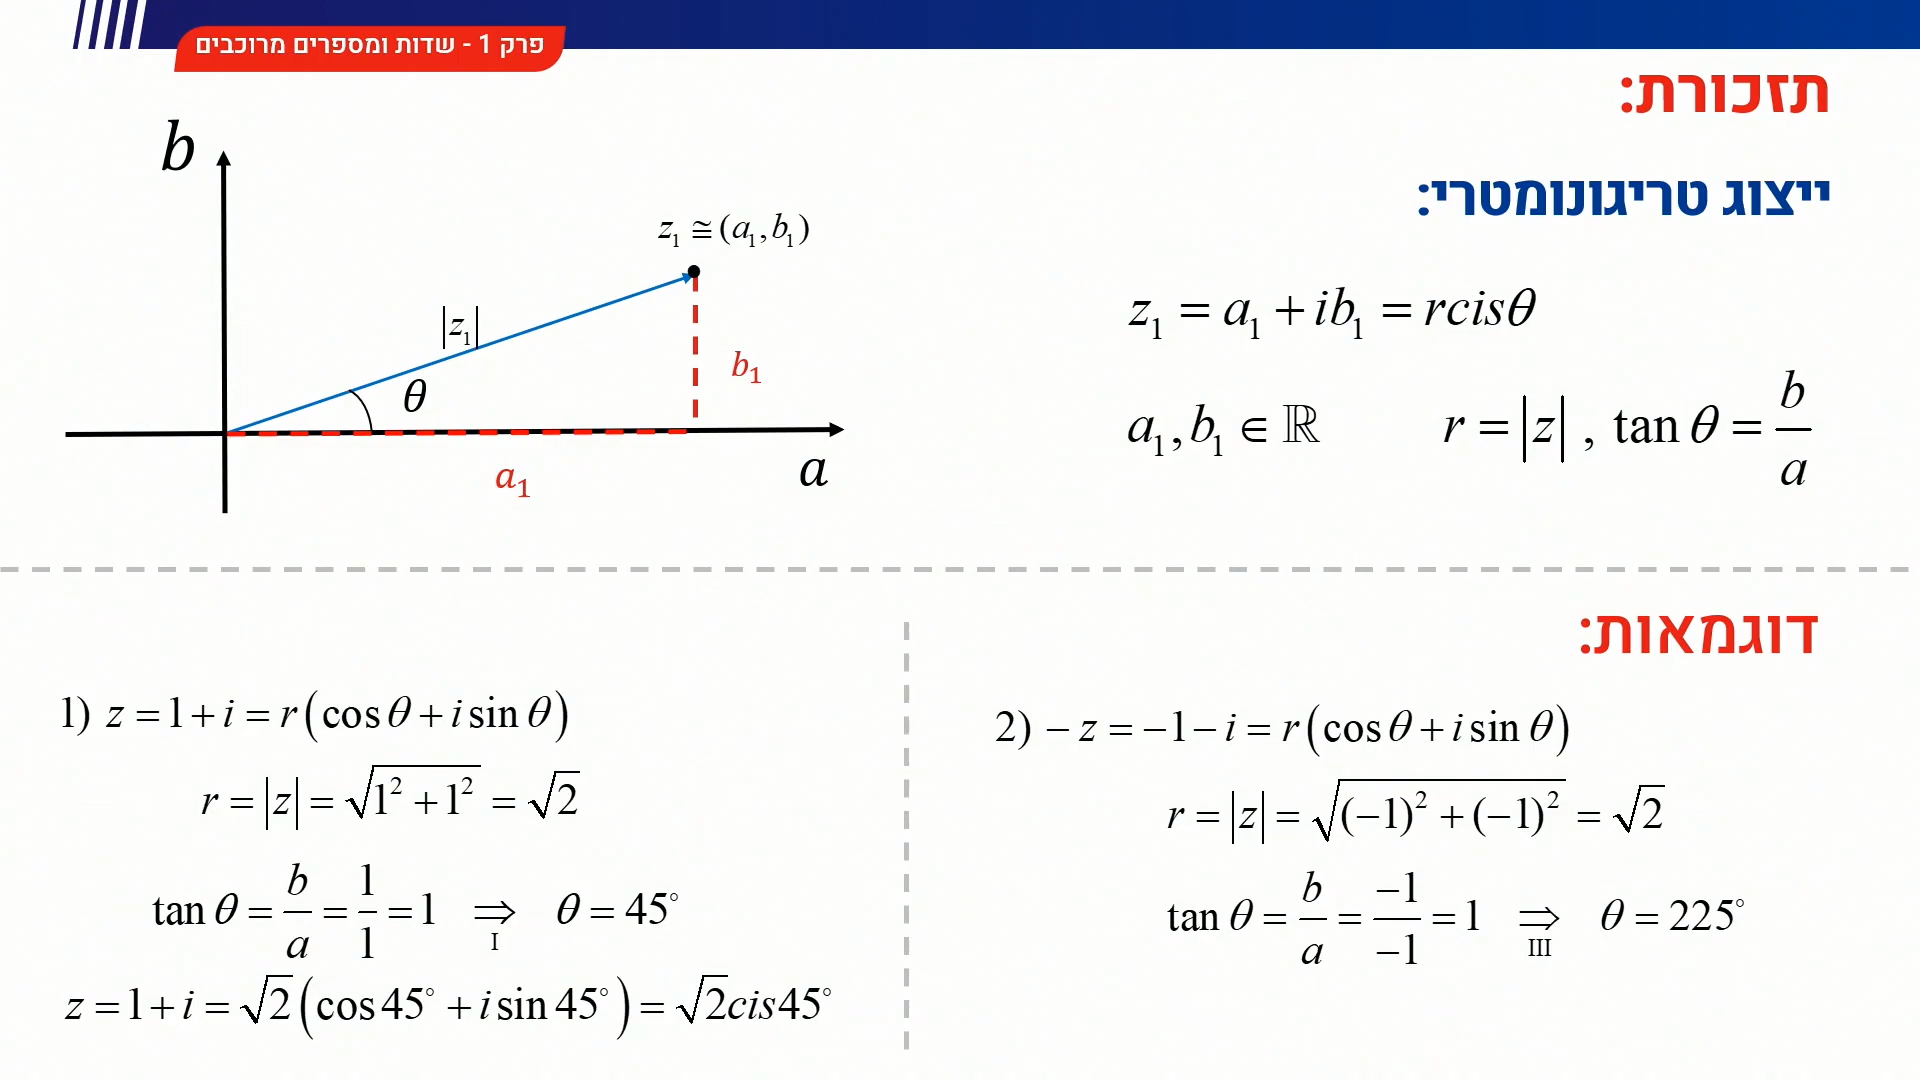 פרק 1 - שדות ומספרים מרוכבים
תזכורת:
ייצוג טריגונומטרי:
z₁ = a₁ + ib₁ = rcisθ
a₁, b₁ ∈ ℝ   r = |z| , tan θ = b/a
b
z₁ ≅ (a₁, b₁)
|z₁|
θ
b₁
a₁
a
דוגמאות:
1) z = 1 + i = r(cos θ + i sin θ)
r = |z| = √(1² + 1²) = √2
tan θ = b/a = 1/1 = 1 ⇒ I θ = 45°
z = 1 + i = √2(cos 45° + i sin 45°) = √2cis45°
2) − z = −1 − i = r(cos θ + i sin θ)
r = |z| = √((−1)² + (−1)²) = √2
tan θ = b/a = −1/−1 = 1 ⇒ III θ = 225°